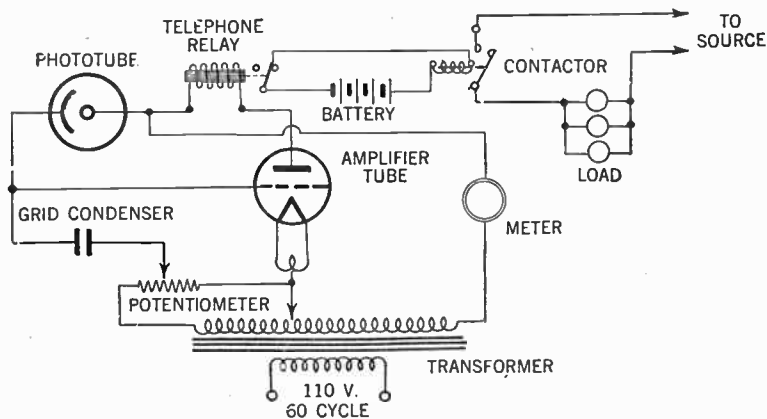 TELEPHONE
RELAY
PHOTOTUBE
TO
SOURCE
CONTACTOR
BATTERY
AMPLIFIER
TUBE
LOAD
GRID CONDENSER
METER
POTENTIOMETER
TRANSFORMER
110 V.
60 CYCLE